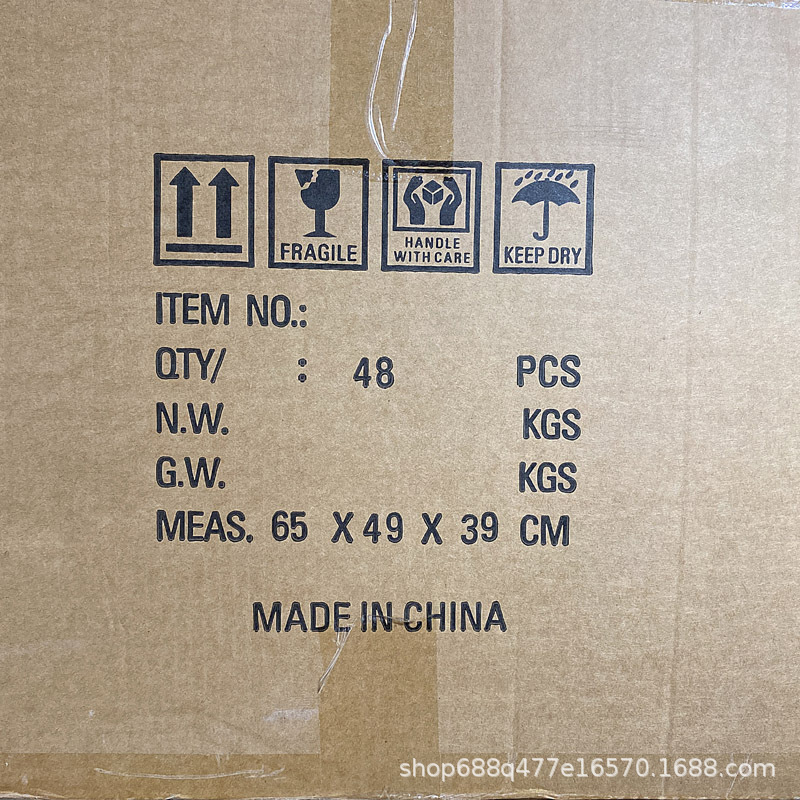 FRAGILE
HANDLE
WITH CARE
KEEP DRY
ITEM NO.:
QTY/ : 48 PCS
N.W. KGS
G.W. KGS
MEAS. 65 X 49 X 39 CM
MADE IN CHINA
shop688q477e16570.1688.com